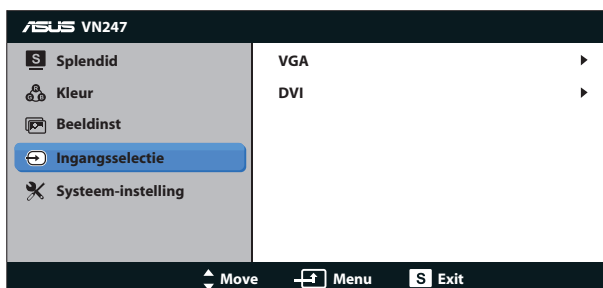 ASUS VN247
S Splendid
Kleur
Beeldinst
Ingangsselectie
Systeem-instelling
VGA
DVI
Move Menu S Exit